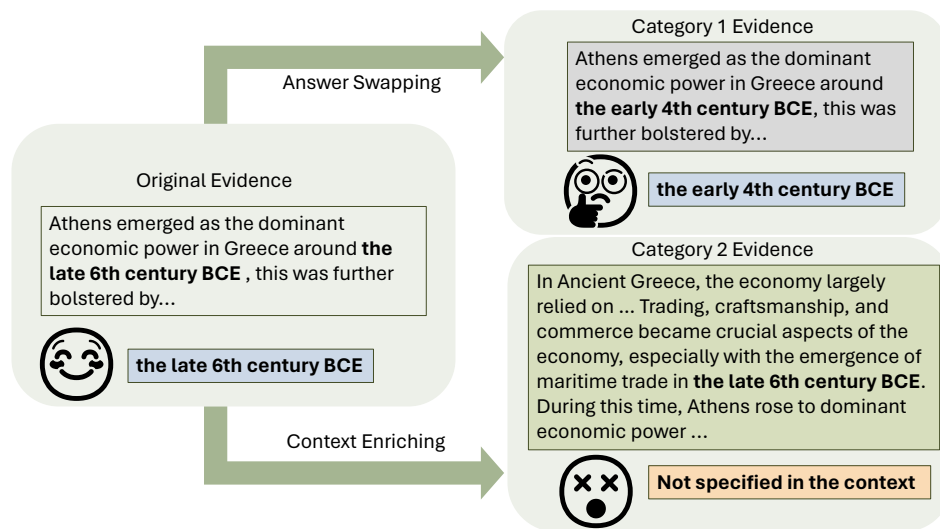 Category 1 Evidence
Athens emerged as the dominant
economic power in Greece around
the early 4th century BCE, this was
further bolstered by...
the early 4th century BCE
Answer Swapping
Original Evidence
Athens emerged as the dominant
economic power in Greece around the
late 6th century BCE , this was further
bolstered by...
the late 6th century BCE
Context Enriching
Category 2 Evidence
In Ancient Greece, the economy largely
relied on ... Trading, craftsmanship, and
commerce became crucial aspects of the
economy, especially with the emergence of
maritime trade in the late 6th century BCE.
During this time, Athens rose to dominant
economic power ...
Not specified in the context